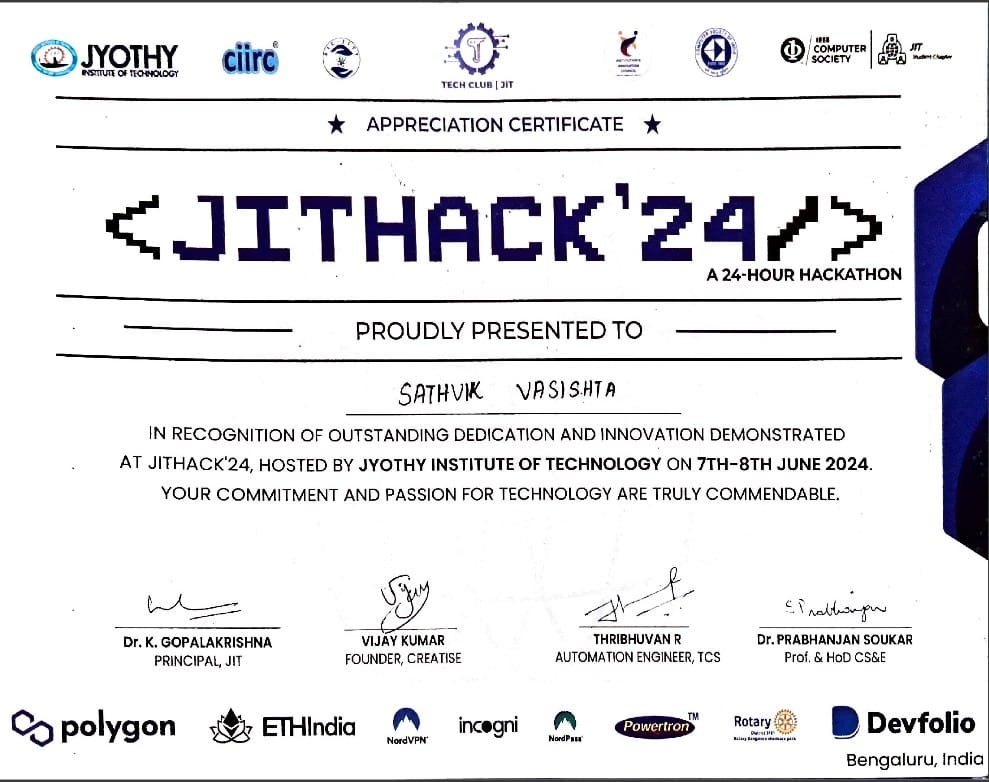 JYOTHY
INSTITUTE OF TECHNOLOGY
ciirc®
TECH CLUB | JIT
IEEE
COMPUTER
SOCIETY
JIT
Student Chapter
★ APPRECIATION CERTIFICATE ★
<JITHACK'24/>
A 24-HOUR HACKATHON
PROUDLY PRESENTED TO
SATHVIK VASISHTA
IN RECOGNITION OF OUTSTANDING DEDICATION AND INNOVATION DEMONSTRATED
AT JITHACK'24, HOSTED BY JYOTHY INSTITUTE OF TECHNOLOGY ON 7TH-8TH JUNE 2024.
YOUR COMMITMENT AND PASSION FOR TECHNOLOGY ARE TRULY COMMENDABLE.
Vijay
S Prabhanjan
Dr. K. GOPALAKRISHNA
PRINCIPAL, JIT
VIJAY KUMAR
FOUNDER, CREATISE
THRIBHUVAN R
AUTOMATION ENGINEER, TCS
Dr. PRABHANJAN SOUKAR
Prof. & HoD CS&E
polygon
ETHIndia
NordVPN®
incogni
NordPass®
Powertron™
Rotary
Devfolio
Bengaluru, India